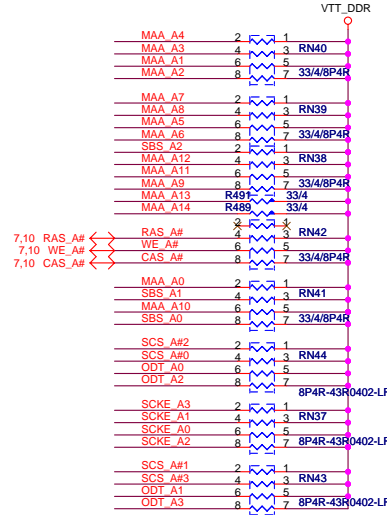 VTT_DDR
MAA_A4 2 1
MAA_A3 4 3 RN40
MAA_A1 6 5
MAA_A2 8 7 33/4/8P4R
MAA_A7 2 1
MAA_A8 4 3 RN39
MAA_A5 6 5
MAA_A6 8 7 33/4/8P4R
SBS_A2 2 1
MAA_A12 4 3 RN38
MAA_A11 6 5
MAA_A9 8 7 33/4/8P4R
MAA_A13 R491 33/4
MAA_A14 R489 33/4
2 1
7,10 RAS_A# RAS_A# 4 3 RN42
7,10 WE_A# WE_A# 6 5
7,10 CAS_A# CAS_A# 8 7 33/4/8P4R
MAA_A0 2 1
SBS_A1 4 3 RN41
MAA_A10 6 5
SBS_A0 8 7 33/4/8P4R
SCS_A#2 2 1
SCS_A#0 4 3 RN44
ODT_A0 6 5
ODT_A2 8 7
8P4R-43R0402-LF
SCKE_A3 2 1
SCKE_A1 4 3 RN37
SCKE_A0 6 5
SCKE_A2 8 7 8P4R-43R0402-LF
SCS_A#1 2 1
SCS_A#3 4 3 RN43
ODT_A1 6 5
ODT_A3 8 7 8P4R-43R0402-LF